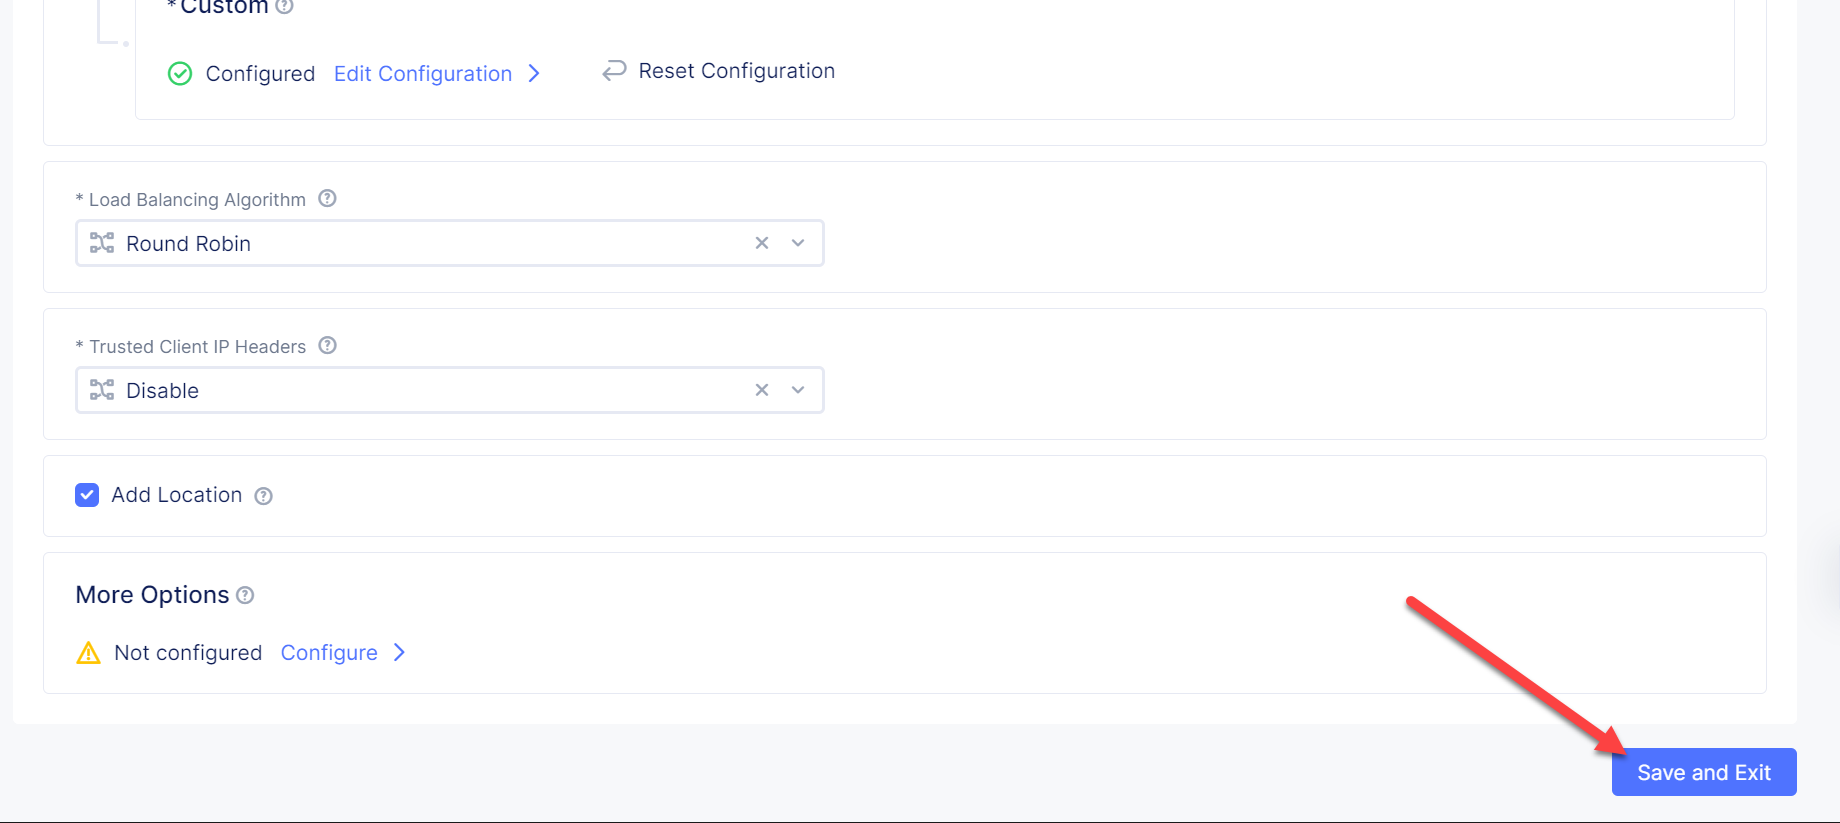 * Custom
Configured Edit Configuration Reset Configuration
* Load Balancing Algorithm
Round Robin
* Trusted Client IP Headers
Disable
Add Location
More Options
Not configured Configure
Save and Exit